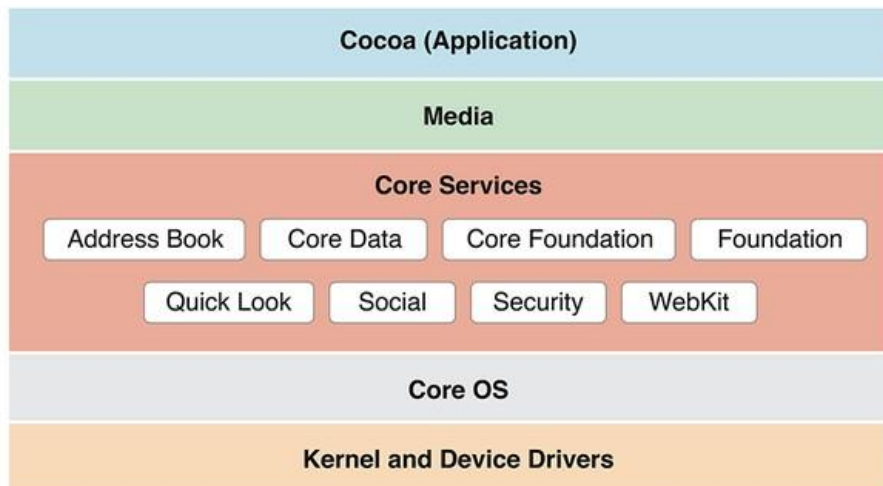 Cocoa (Application)
Media
Core Services
Address Book Core Data Core Foundation Foundation
Quick Look Social Security WebKit
Core OS
Kernel and Device Drivers